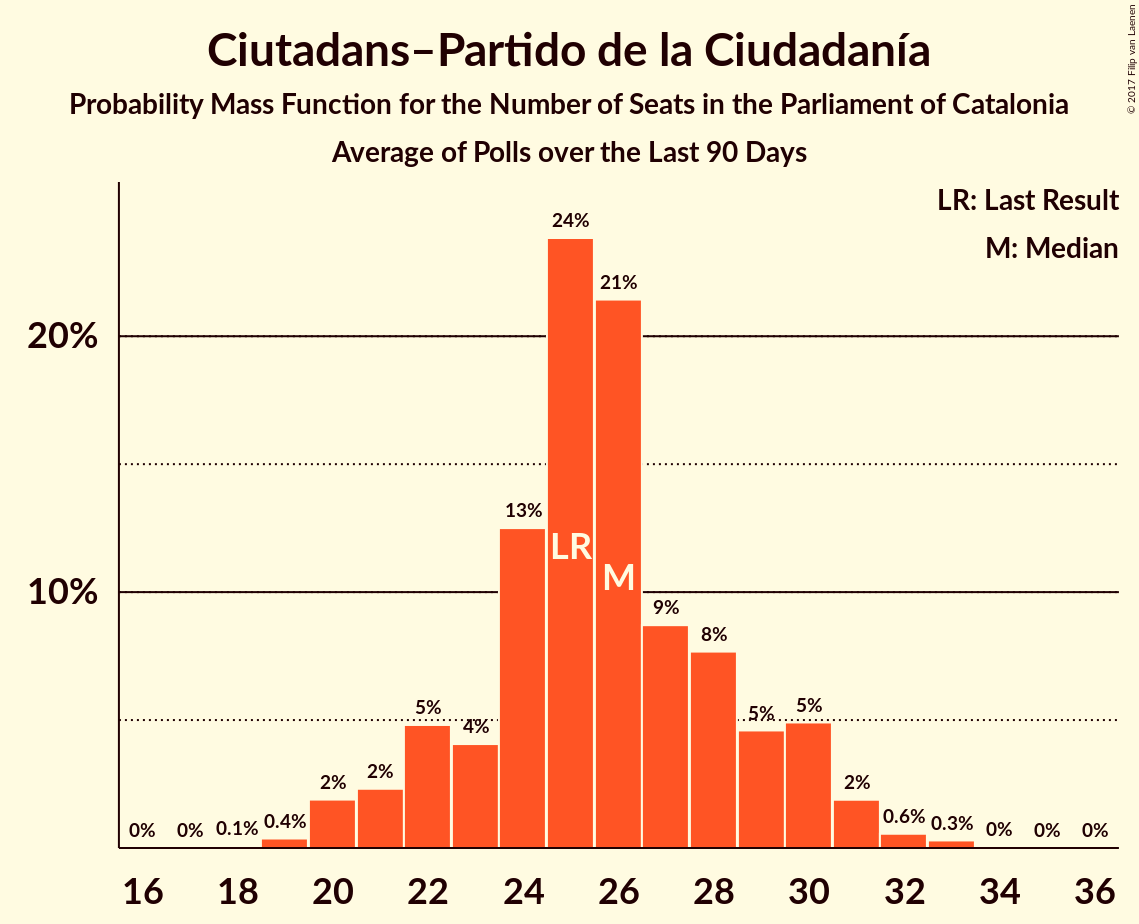 Ciutadans–Partido de la Ciudadanía
Probability Mass Function for the Number of Seats in the Parliament of Catalonia
Average of Polls over the Last 90 Days
© 2017 Filip van Laenen
LR: Last Result
M: Median
20%
10%
0%
0%
0.1%
0.4%
2%
2%
5%
4%
13%
24%
21%
9%
8%
5%
5%
2%
0.6%
0.3%
0%
0%
0%
LR
M
16 18 20 22 24 26 28 30 32 34 36